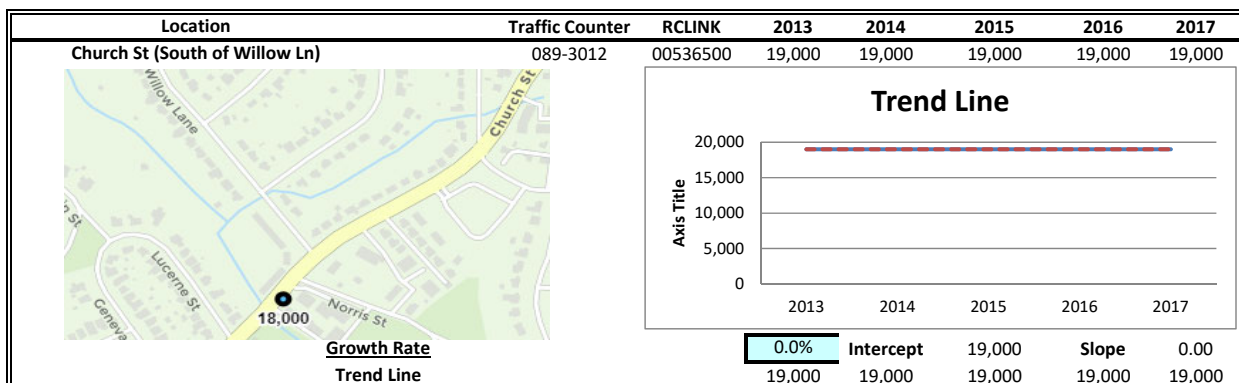 Location Traffic Counter RCLINK 2013 2014 2015 2016 2017
Church St (South of Willow Ln) 089-3012 00536500 19,000 19,000 19,000 19,000 19,000
Willow Lane
Church St
Lucerne St
Geneva
Norris St
18,000
Trend Line
Axis Title
20,000
15,000
10,000
5,000
0
2013 2014 2015 2016 2017
Growth Rate 0.0% Intercept 19,000 Slope 0.00
Trend Line 19,000 19,000 19,000 19,000 19,000